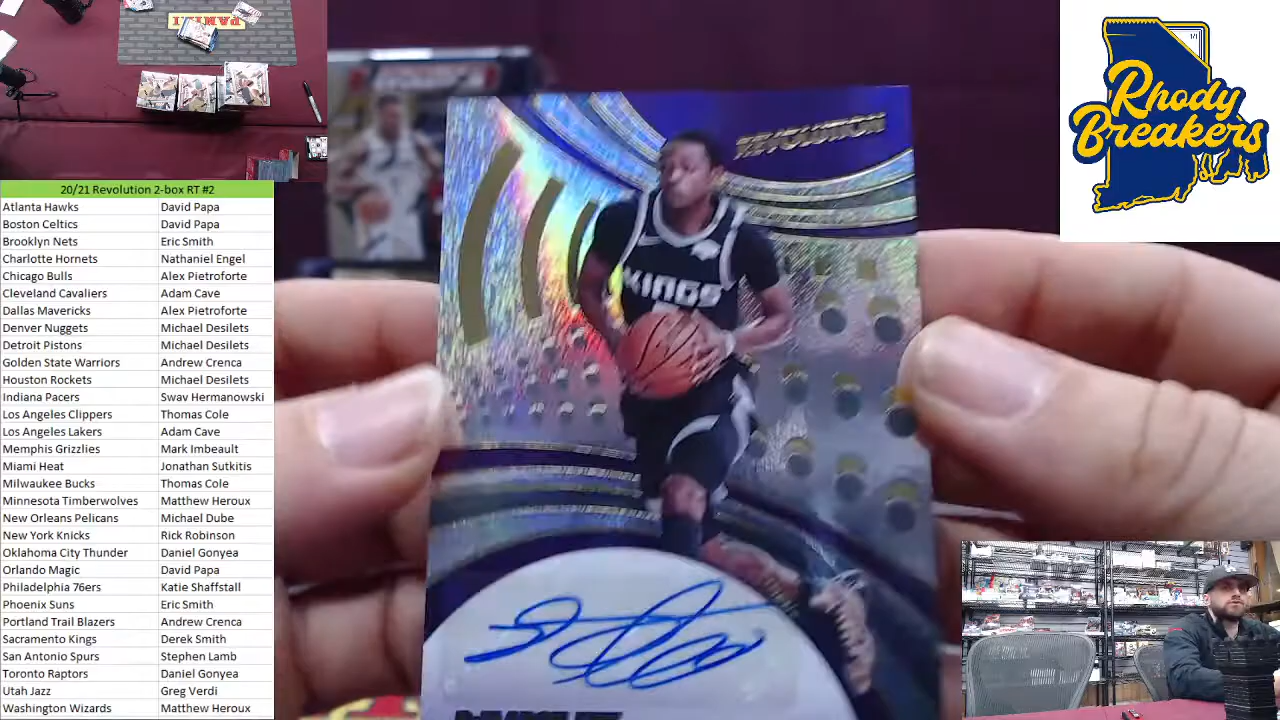 PANINI
Rhody
Breakers
1/1
20/21 Revolution 2-box RT #2
Atlanta Hawks David Papa
Boston Celtics David Papa
Brooklyn Nets Eric Smith
Charlotte Hornets Nathaniel Engel
Chicago Bulls Alex Pietroforte
Cleveland Cavaliers Adam Cave
Dallas Mavericks Alex Pietroforte
Denver Nuggets Michael Desilets
Detroit Pistons Michael Desilets
Golden State Warriors Andrew Crenca
Houston Rockets Michael Desilets
Indiana Pacers Swav Hermanowski
Los Angeles Clippers Thomas Cole
Los Angeles Lakers Adam Cave
Memphis Grizzlies Mark Imbeault
Miami Heat Jonathan Sutkitis
Milwaukee Bucks Thomas Cole
Minnesota Timberwolves Matthew Heroux
New Orleans Pelicans Michael Dube
New York Knicks Rick Robinson
Oklahoma City Thunder Daniel Gonyea
Orlando Magic David Papa
Philadelphia 76ers Katie Shaffstall
Phoenix Suns Eric Smith
Portland Trail Blazers Andrew Crenca
Sacramento Kings Derek Smith
San Antonio Spurs Stephen Lamb
Toronto Raptors Daniel Gonyea
Utah Jazz Greg Verdi
Washington Wizards Matthew Heroux
REVOLUTION
KINGS